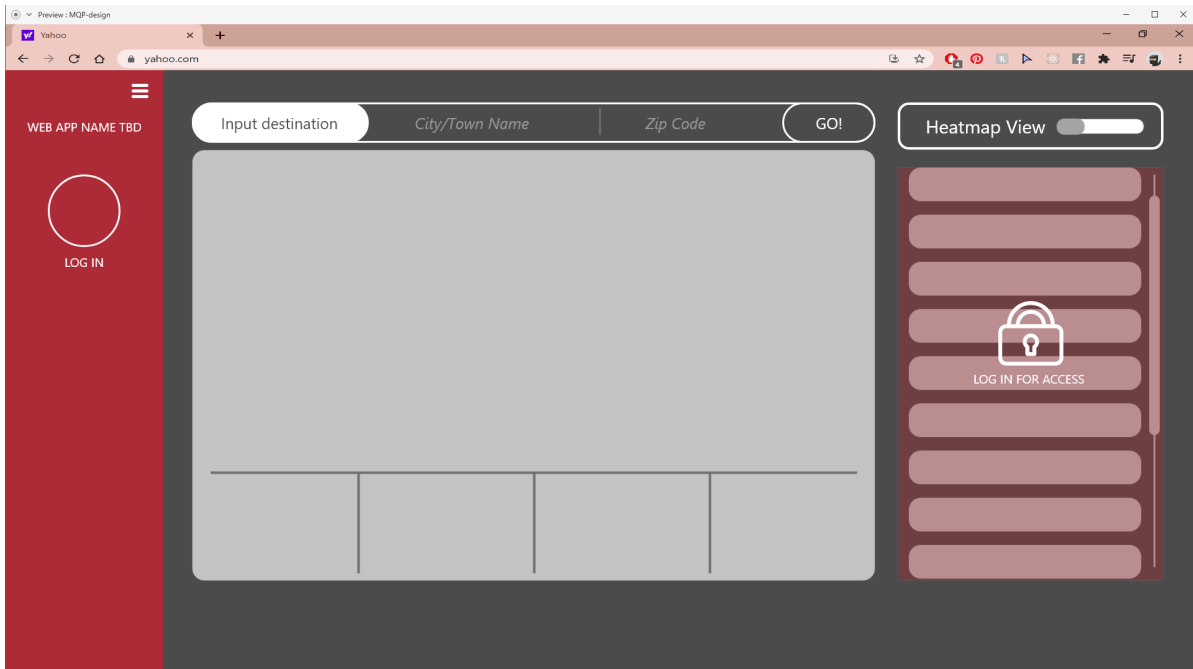 Preview : MQP-design
Yahoo
yahoo.com
4
WEB APP NAME TBD
LOG IN
Input destination
City/Town Name
Zip Code
GO!
Heatmap View
LOG IN FOR ACCESS